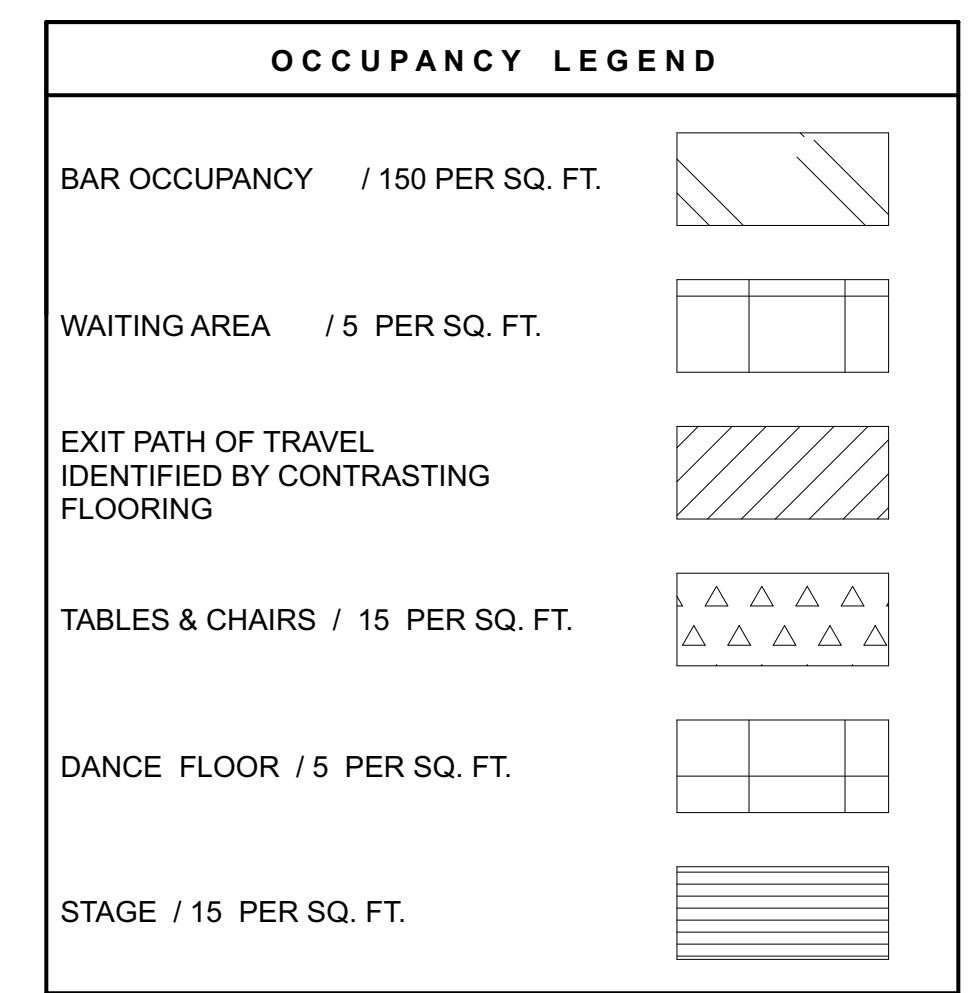 OCCUPANCY LEGEND
BAR OCCUPANCY / 150 PER SQ. FT.
WAITING AREA / 5 PER SQ. FT.
EXIT PATH OF TRAVEL
IDENTIFIED BY CONTRASTING
FLOORING
TABLES & CHAIRS / 15 PER SQ. FT.
DANCE FLOOR / 5 PER SQ. FT.
STAGE / 15 PER SQ. FT.